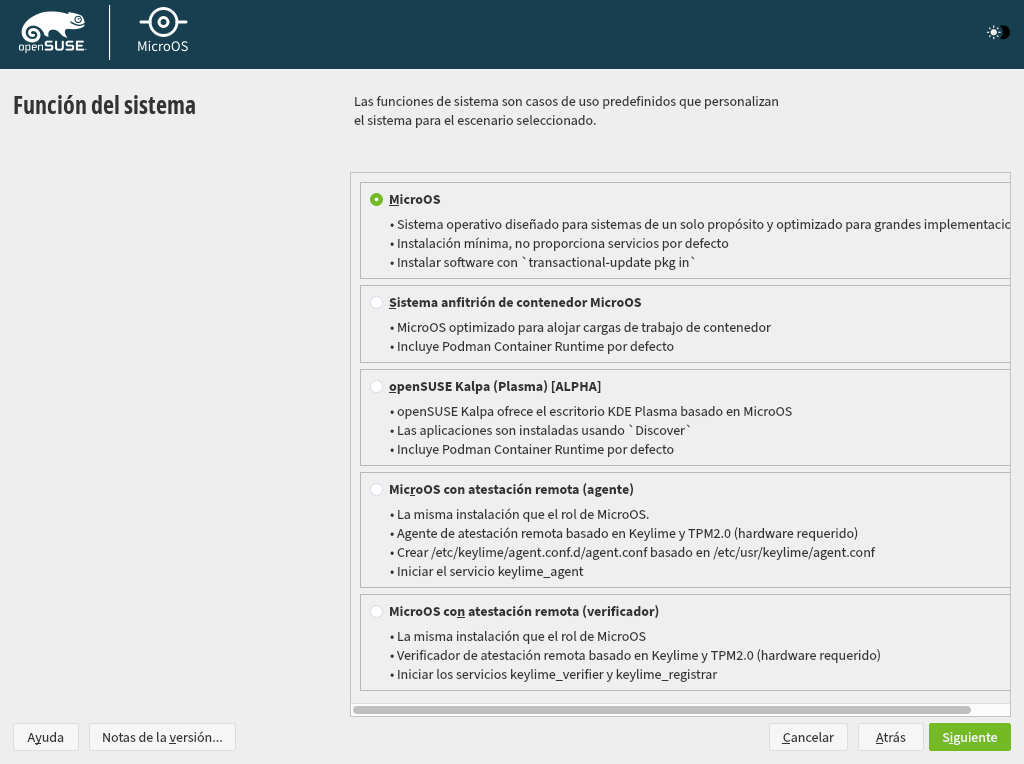 openSUSE.
MicroOS
Función del sistema
Las funciones de sistema son casos de uso predefinidos que personalizan
el sistema para el escenario seleccionado.
MicroOS
• Sistema operativo diseñado para sistemas de un solo propósito y optimizado para grandes
• Instalación mínima, no proporciona servicios por defecto
• Instalar software con `transactional-update pkg in`
Sistema anfitrión de contenedor MicroOS
• MicroOS optimizado para alojar cargas de trabajo de contenedor
• Incluye Podman Container Runtime por defecto
openSUSE Kalpa (Plasma) [ALPHA]
• openSUSE Kalpa ofrece el escritorio KDE Plasma basado en MicroOS
• Las aplicaciones son instaladas usando `Discover`
• Incluye Podman Container Runtime por defecto
MicroOS con atestación remota (agente)
• La misma instalación que el rol de MicroOS.
• Agente de atestación remota basado en Keylime y TPM2.0 (hardware requerido)
• Crear /etc/keylime/agent.conf.d/agent.conf basado en /etc/usr/keylime/agent.conf
• Iniciar el servicio keylime_agent
MicroOS con atestación remota (verificador)
• La misma instalación que el rol de MicroOS
• Verificador de atestación remota basado en Keylime y TPM2.0 (hardware requerido)
• Iniciar los servicios keylime_verifier y keylime_registrar
Ayuda
Notas de la versión...
Cancelar
Atrás
Siguiente